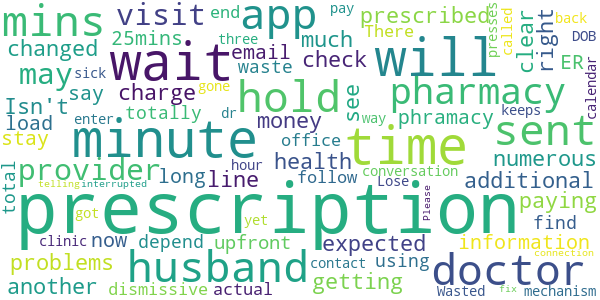 mins visit app prescribed end pay three There back called DOB
25mins email much clear right presses
changed wait will
may check ER calendar
Isn't say waste charge hold see pharmacy sick gone
enter totally dr money way phramacy keeps sent
load minute time
stay office numerous
provider health conversation
long line follow Lose additional
total telling interrupted hour paying
got yet Please find
prescription
clinic now depend upfront expected using information
connection
problems husband contact doctor
another dismissive actual getting Wasted fix mechanism